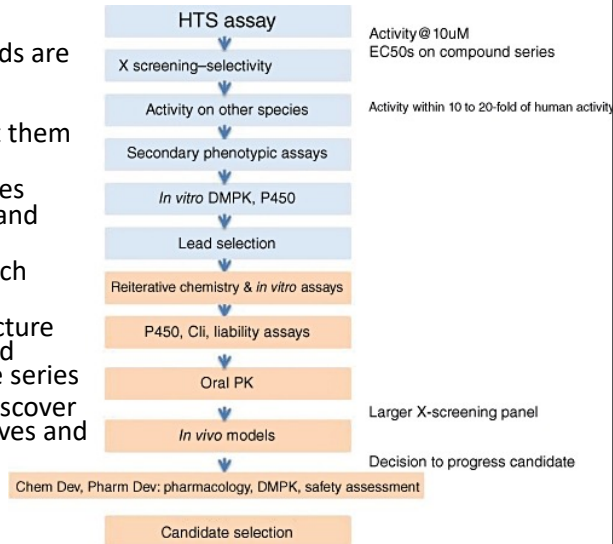 ds are
t them
es
and
ch
cture
d
e series
scover
ves and
HTS assay
Activity@10uM
EC50s on compound series
X screening–selectivity
Activity on other species
Activity within 10 to 20-fold of human activity
Secondary phenotypic assays
In vitro DMPK, P450
Lead selection
Reiterative chemistry & in vitro assays
P450, Cli, liability assays
Oral PK
Larger X-screening panel
In vivo models
Decision to progress candidate
Chem Dev, Pharm Dev: pharmacology, DMPK, safety assessment
Candidate selection